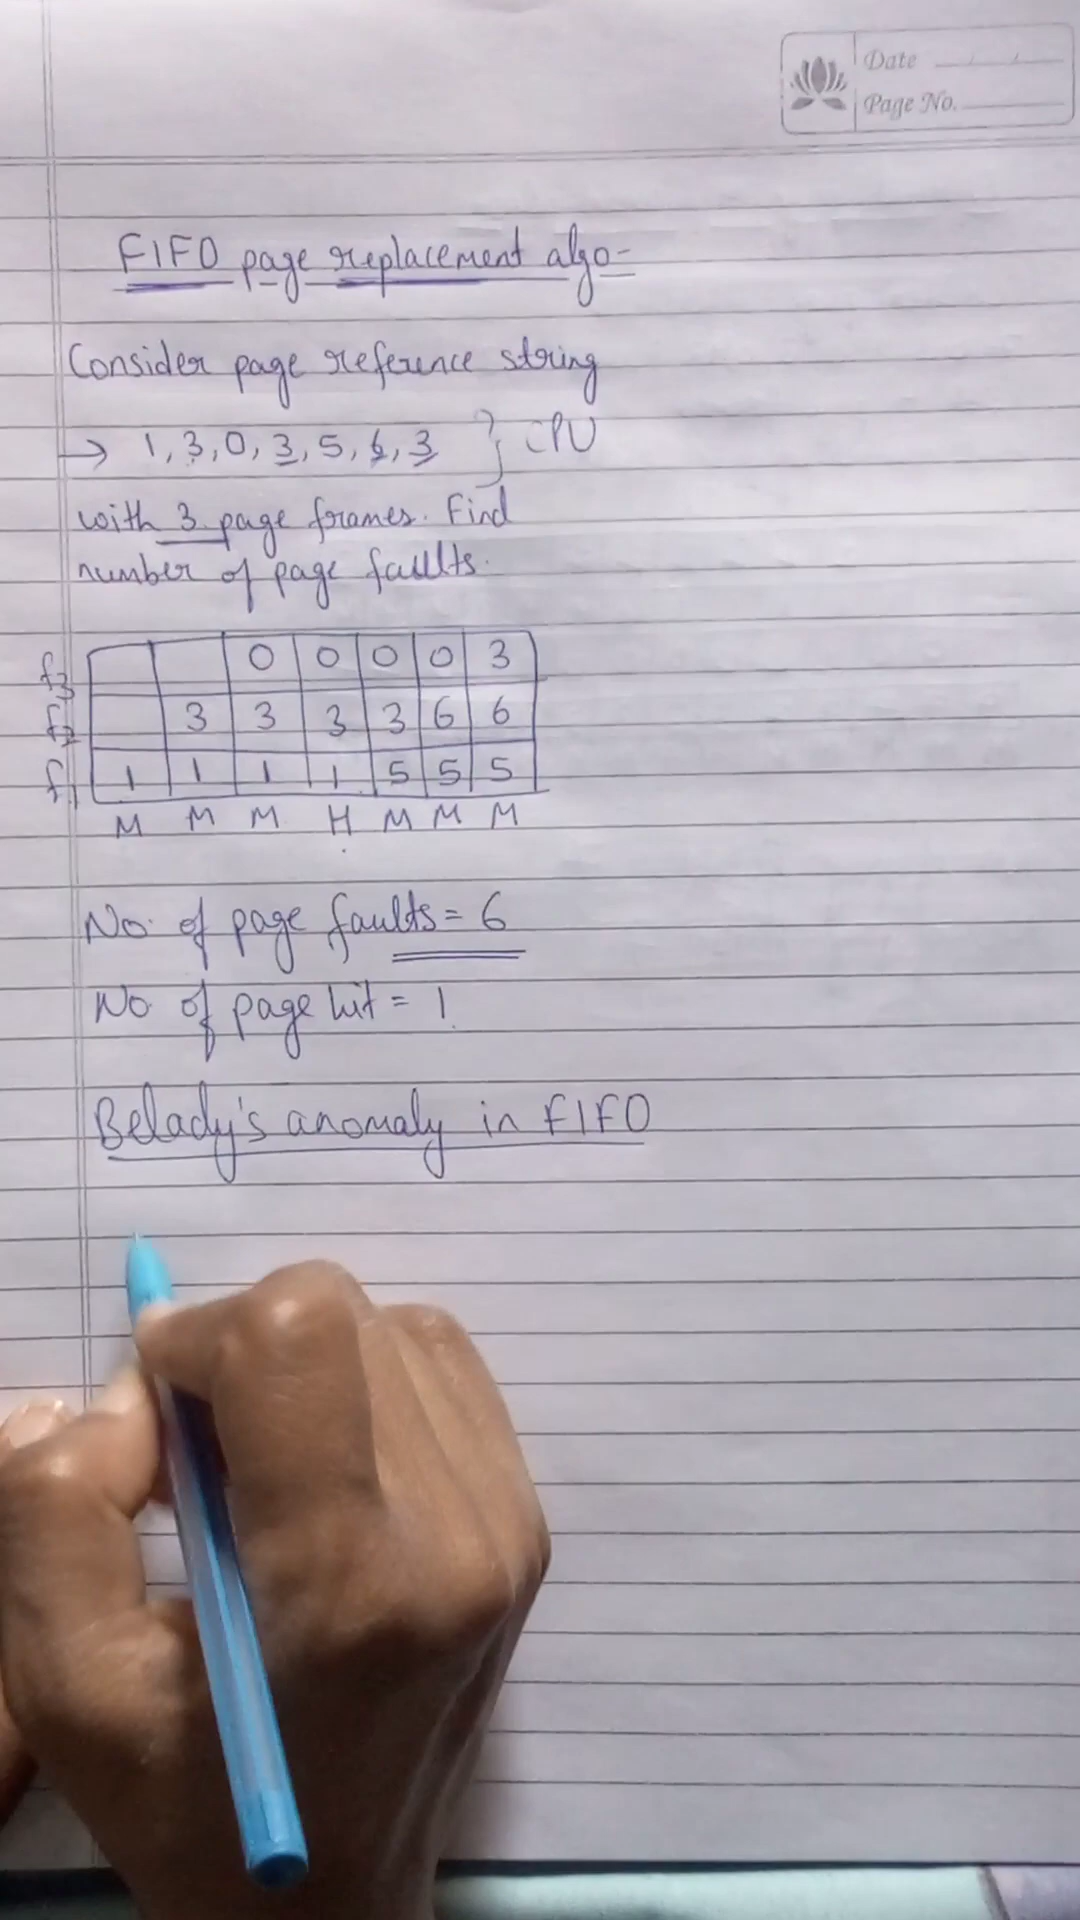 Date
Page No.
FIFO page replacement algo-
Consider page reference string
→ 1, 3, 0, 3, 5, 6, 3 } CPU
with 3 page frames. Find
number of page faults.
f3 0 0 0 0 3
f2 3 3 3 3 6 6
f1 1 1 1 1 5 5 5
M M M H M M M
No. of page faults = 6
No. of page hit = 1
Belady's anomaly in FIFO